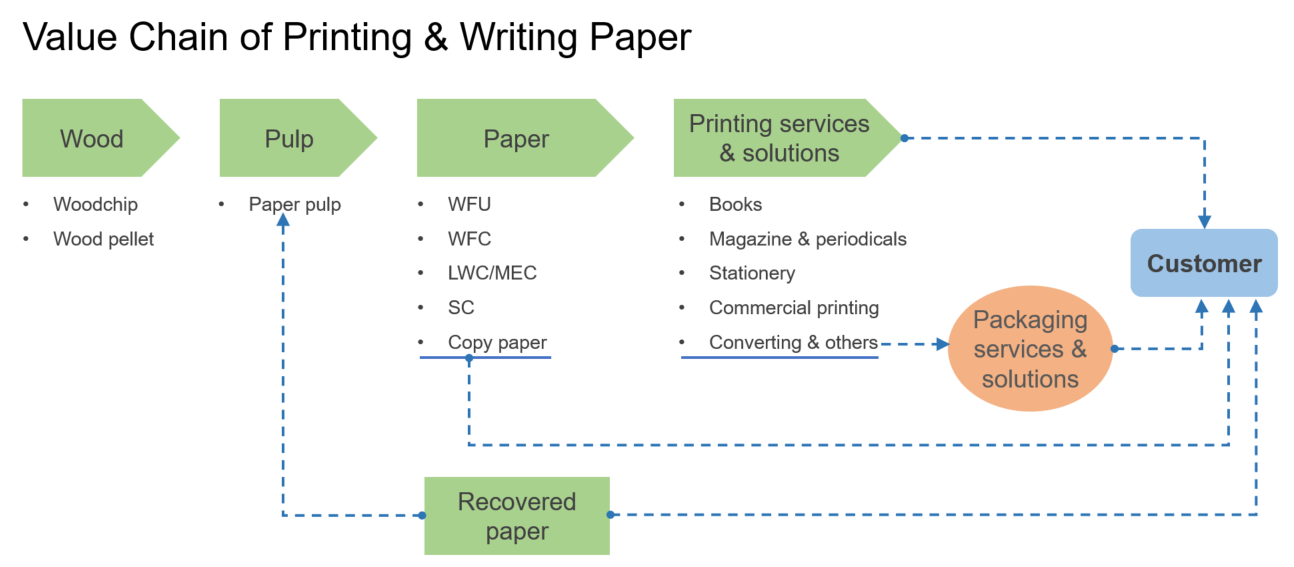 Value Chain of Printing & Writing Paper
Wood
Pulp
Paper
Printing services
& solutions
• Woodchip
• Wood pellet
• Paper pulp
• WFU
• WFC
• LWC/MEC
• SC
• Copy paper
• Books
• Magazine & periodicals
• Stationery
• Commercial printing
• Converting & others
Packaging
services &
solutions
Customer
Recovered
paper